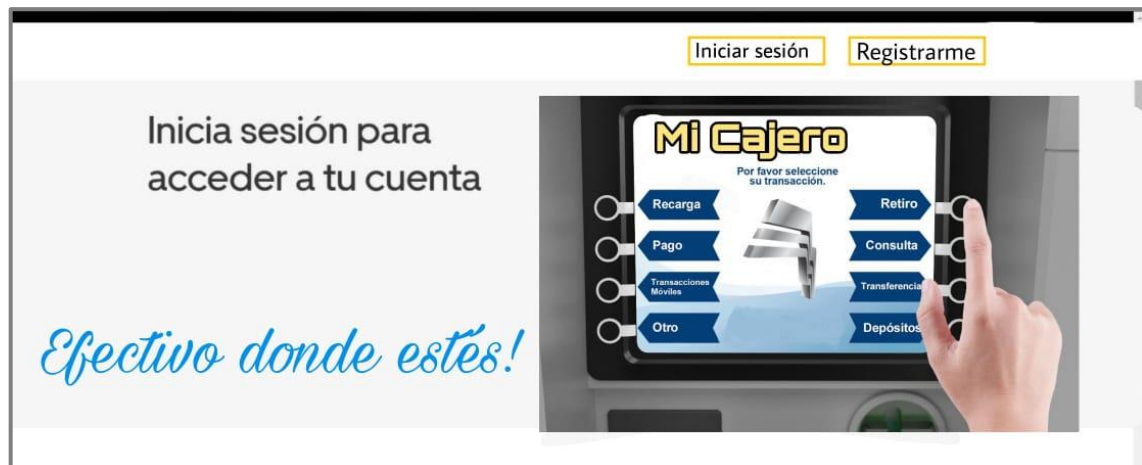 Iniciar sesión
Registrarme
Inicia sesión para
acceder a tu cuenta
Efectivo donde estés!
Mi Cajero
Por favor seleccione
su transacción.
Recarga
Retiro
Pago
Consulta
Transacciones
Móviles
Transferencia
Otro
Depósitos